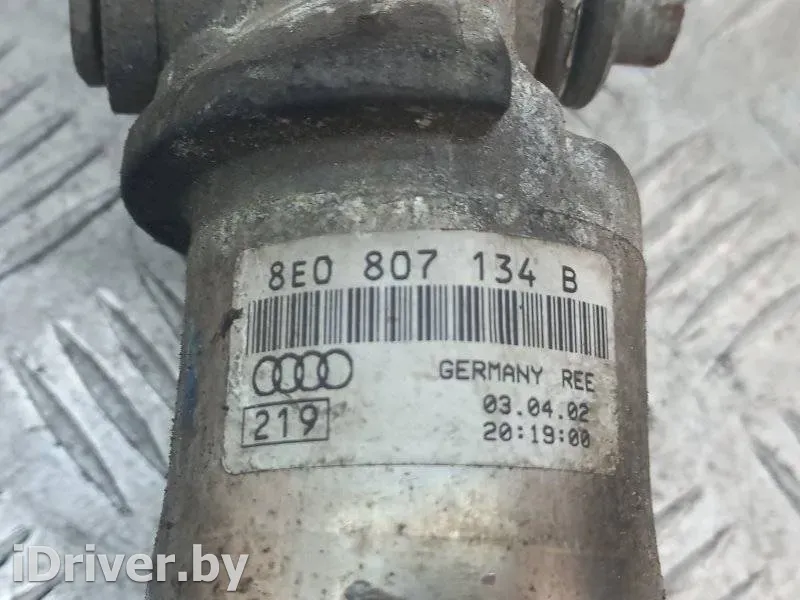 8E0 807 134 B
GERMANY REE
219
03.04.02
20:19:00
iDriver.by